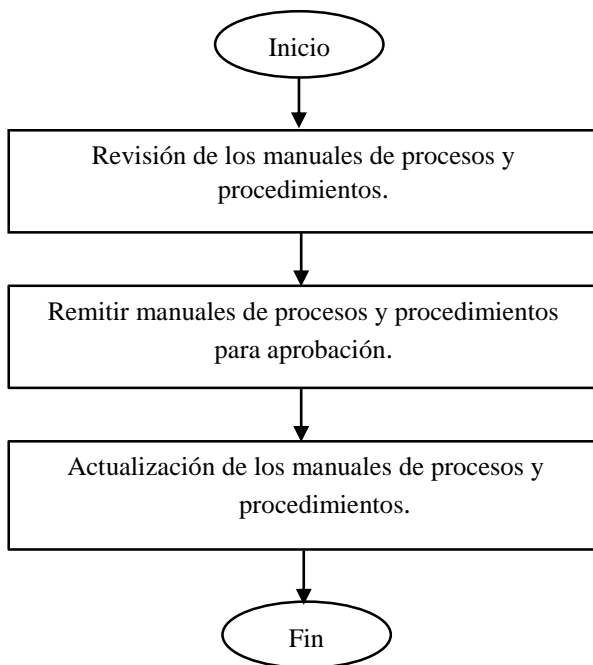 Inicio
Revisión de los manuales de procesos y
procedimientos.
Remitir manuales de procesos y procedimientos
para aprobación.
Actualización de los manuales de procesos y
procedimientos.
Fin